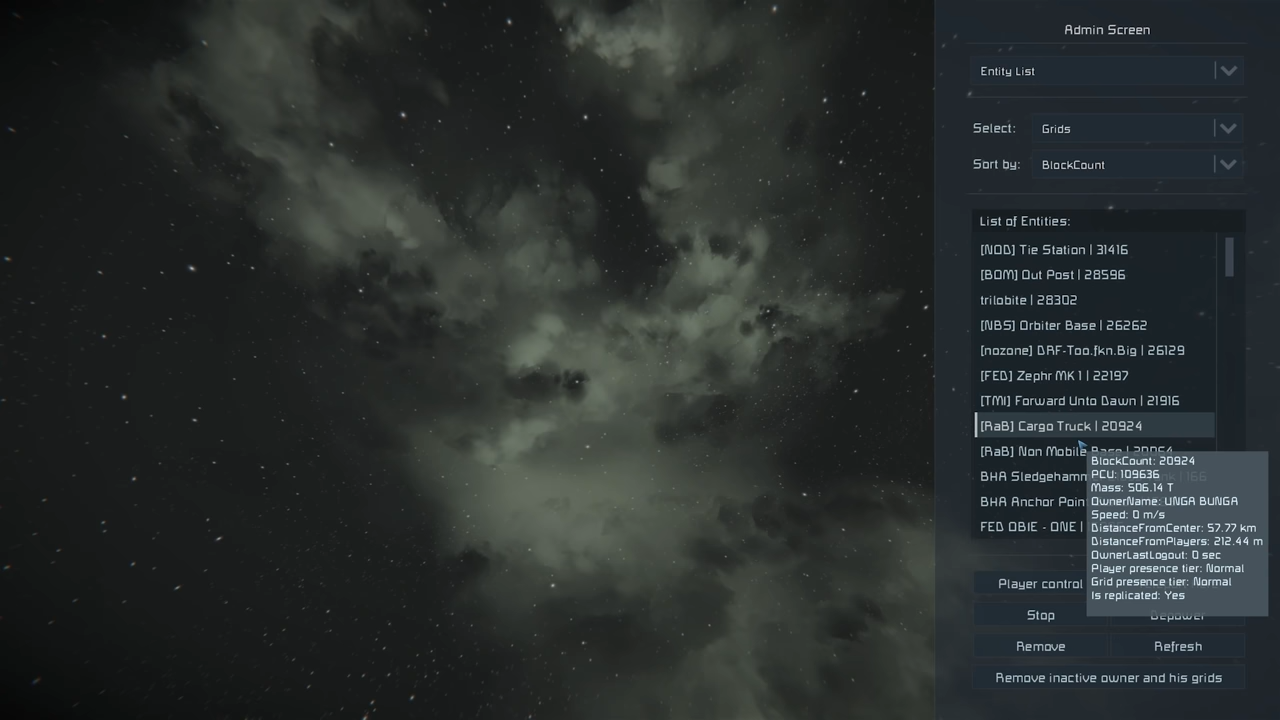 Admin Screen
Entity List
Select: Grids
Sort by: BlockCount
List of Entities:
[NOD] Tie Station | 31416
[BOM] Out Post | 28596
trilobite | 28302
[NBS] Orbiter Base | 26262
[nozone] DRF-Too.fkn.Big | 26129
[FED] Zephr MK 1 | 22197
[TMI] Forward Unto Dawn | 21916
[RaB] Cargo Truck | 20924
[RaB] Non Mobile Base |
BHA
BHA Anchor
FED OBIE - ONE |
BlockCount: 20924
PCU: 109636
Mass: 506.14 T
OwnerName: UNGA BUNGA
Speed: 0 m/s
DistanceFromCenter: 57.77 km
DistanceFromPlayers: 212.44 m
OwnerLastLogout: 0 sec
Player presence tier: Normal
Grid presence tier: Normal
Is replicated: Yes
Player control
Stop Depower
Remove Refresh
Remove inactive owner and his grids